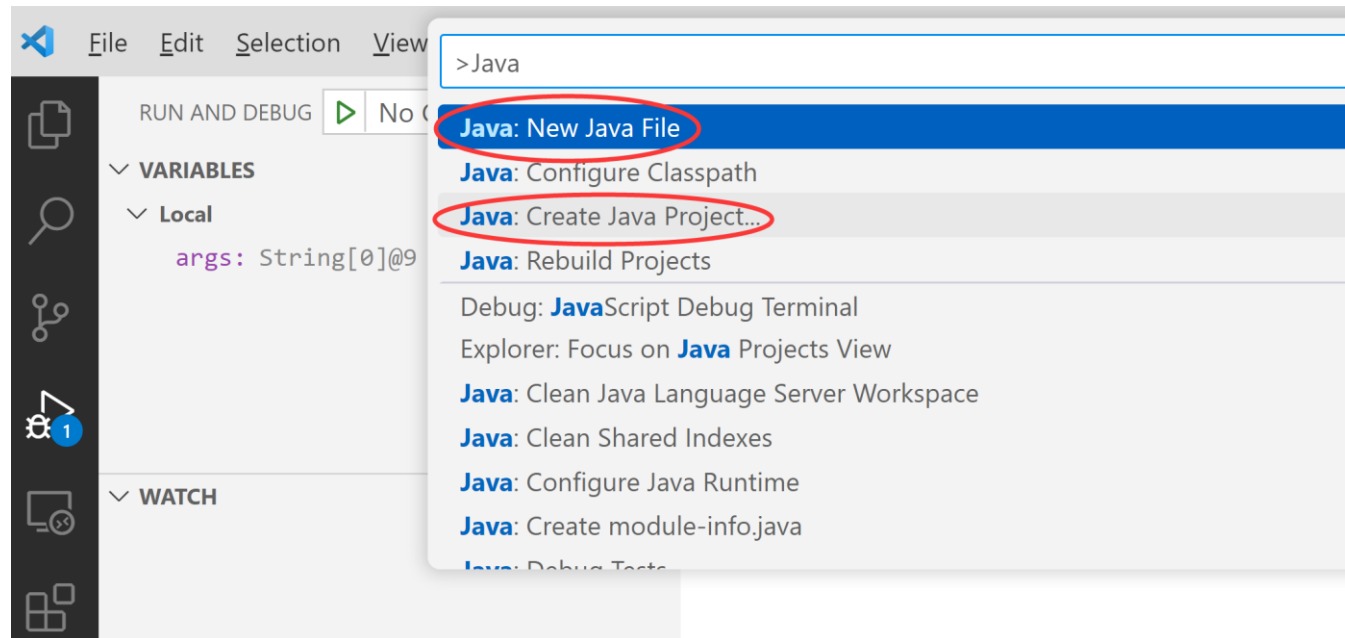 File Edit Selection View
>Java
RUN AND DEBUG No
Java: New Java File
VARIABLES
Java: Configure Classpath
Local
Java: Create Java Project...
args: String[0]@9
Java: Rebuild Projects
Debug: JavaScript Debug Terminal
Explorer: Focus on Java Projects View
Java: Clean Java Language Server Workspace
1
Java: Clean Shared Indexes
Java: Configure Java Runtime
WATCH
Java: Create module-info.java
Java: Debug Tests